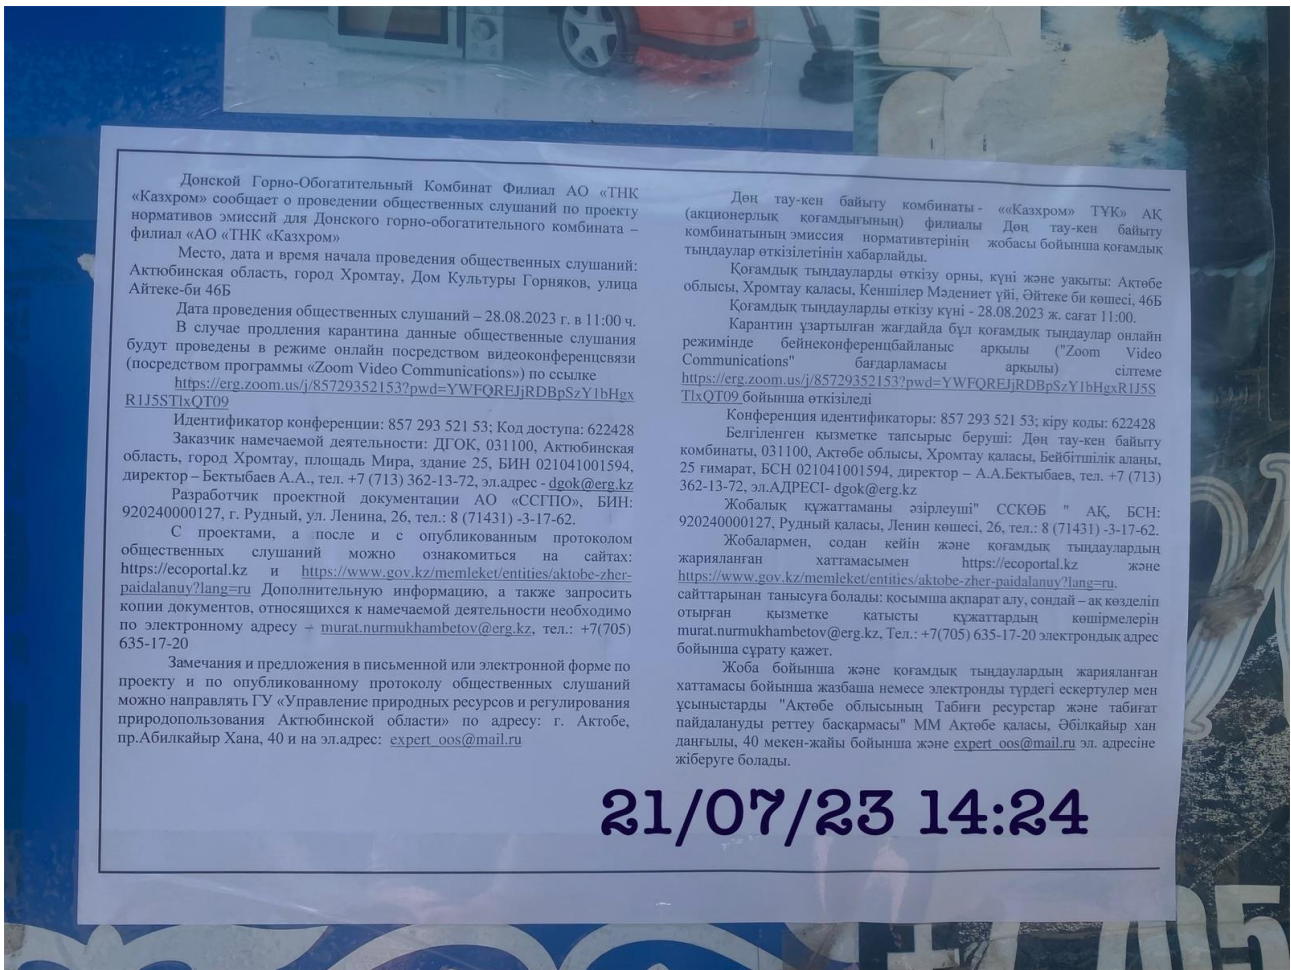 Донской Горно-Обогатительный Комбинат Филиал АО «ТНК
«Казхром» сообщает о проведении общественных слушаний по проекту
нормативов эмиссий для Донского горно-обогатительного комбината –
филиал «АО «ТНК «Казхром»
Место, дата и время начала проведения общественных слушаний:
Актюбинская область, город Хромтау, Дом Культуры Горняков, улица
Айтеке-би 46Б
Дата проведения общественных слушаний – 28.08.2023 г. в 11:00 ч.
В случае продления карантина данные общественные слушания
будут проведены в режиме онлайн посредством видеоконференцсвязи
(посредством программы «Zoom Video Communications») по ссылке
https://erg.zoom.us/j/85729352153?pwd=YWFQREJjRDBpSzY1bHgx
R1J5STlxQT09
Идентификатор конференции: 857 293 521 53; Код доступа: 622428
Заказчик намечаемой деятельности: ДГОК, 031100, Актюбинская
область, город Хромтау, площадь Мира, здание 25, БИН 021041001594,
директор – Бектыбаев А.А., тел. +7 (713) 362-13-72, эл.адрес - dgok@erg.kz
Разработчик проектной документации АО «ССГПО», БИН:
920240000127, г. Рудный, ул. Ленина, 26, тел.: 8 (71431) -3-17-62.
С проектами, а после и с опубликованным протоколом
общественных слушаний можно ознакомиться на сайтах:
https://ecoportal.kz и https://www.gov.kz/memleket/entities/aktobe-zher-
paidalanuy?lang=ru Дополнительную информацию, а также запросить
копии документов, относящихся к намечаемой деятельности необходимо
по электронному адресу – murat.nurmukhambetov@erg.kz, тел.: +7(705)
635-17-20
Замечания и предложения в письменной или электронной форме по
проекту и по опубликованному протоколу общественных слушаний
можно направлять ГУ «Управление природных ресурсов и регулирования
природопользования Актюбинской области» по адресу: г. Актобе,
пр.Абилкайыр Хана, 40 и на эл.адрес: expert_oos@mail.ru
Дөң тау-кен байыту комбинаты - ««Казхром» ТҰК» АҚ
(акционерлық қоғамдығының) филиалы Дөң тау-кен байыту
комбинатының эмиссия нормативтерінің жобасы бойынша қоғамдық
тыңдаулар өткізілетінін хабарлайды.
Қоғамдық тыңдауларды өткізу орны, күні және уақыты: Ақтөбе
облысы, Хромтау қаласы, Кеншілер Мәдениет үйі, Әйтеке би көшесі, 46Б
Қоғамдық тыңдауларды өткізу күні - 28.08.2023 ж. сағат 11:00.
Карантин ұзартылған жағдайда бұл қоғамдық тыңдаулар онлайн
режимінде бейнеконференцбайланыс арқылы ("Zoom Video
Communications" бағдарламасы арқылы) сілтеме
https://erg.zoom.us/j/85729352153?pwd=YWFQREJjRDBpSzY1bHgxR1J5S
TlxQT09 бойынша өткізіледі
Конференция идентификаторы: 857 293 521 53; кіру коды: 622428
Белгіленген қызметке тапсырыс беруші: Дөң тау-кен байыту
комбинаты, 031100, Ақтөбе облысы, Хромтау қаласы, Бейбітшілік алаңы,
25 ғимарат, БСН 021041001594, директор – А.А.Бектыбаев, тел. +7 (713)
362-13-72, эл.АДРЕСІ- dgok@erg.kz
Жобалық құжаттаманы әзірлеуші" ССКӨБ " АҚ, БСН:
920240000127, Рудный қаласы, Ленин көшесі, 26, тел.: 8 (71431) -3-17-62.
Жобалармен, содан кейін және қоғамдық тыңдаулардың
жарияланған хаттамасымен https://ecoportal.kz және
https://www.gov.kz/memleket/entities/aktobe-zher-paidalanuy?lang=ru.
сайттарынан танысуға болады: қосымша ақпарат алу, сондай – ақ көзделіп
отырған қызметке қатысты құжаттардың көшірмелерін
murat.nurmukhambetov@erg.kz, Тел.: +7(705) 635-17-20 электрондық адрес
бойынша сұрату қажет.
Жоба бойынша және қоғамдық тыңдаулардың жарияланған
хаттамасы бойынша жазбаша немесе электронды түрдегі ескертулер мен
ұсыныстарды "Ақтөбе облысының Табиғи ресурстар және табиғат
пайдалануды реттеу басқармасы" ММ Ақтөбе қаласы, Әбілқайыр хан
даңғылы, 40 мекен-жайы бойынша және expert_oos@mail.ru эл. адресіне
жіберуге болады.
21/07/23 14:24
+7 705